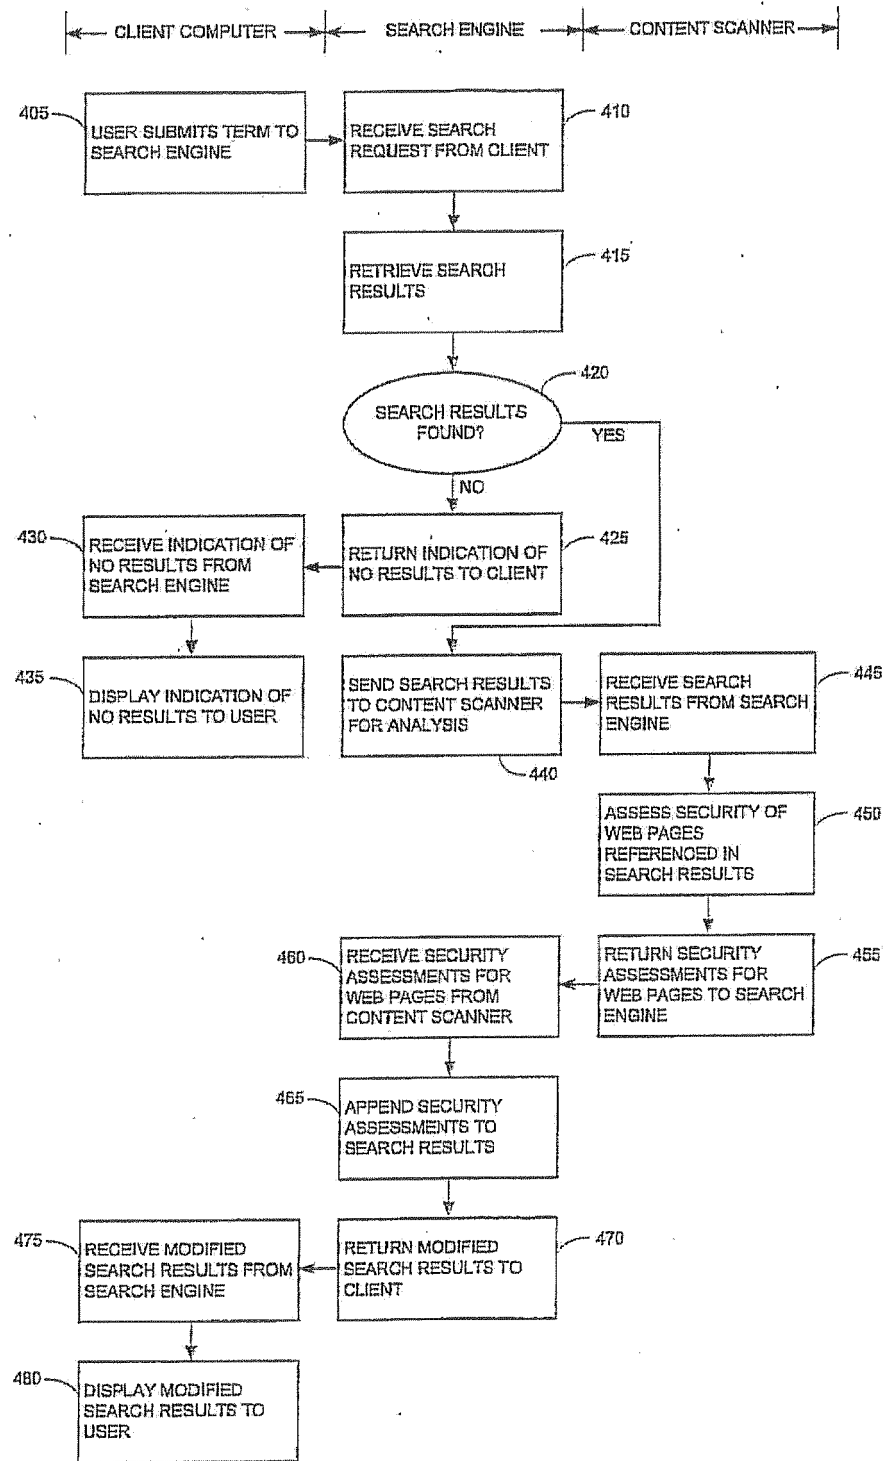 CLIENT COMPUTER
SEARCH ENGINE
CONTENT SCANNER
405
USER SUBMITS TERM TO
SEARCH ENGINE
410
RECEIVE SEARCH
REQUEST FROM CLIENT
415
RETRIEVE SEARCH
RESULTS
420
SEARCH RESULTS
FOUND?
YES
NO
430
RECEIVE INDICATION OF
NO RESULTS FROM
SEARCH ENGINE
425
RETURN INDICATION OF
NO RESULTS TO CLIENT
435
DISPLAY INDICATION OF
NO RESULTS TO USER
SEND SEARCH RESULTS
TO CONTENT SCANNER
FOR ANALYSIS
440
445
RECEIVE SEARCH
RESULTS FROM SEARCH
ENGINE
450
ASSESS SECURITY OF
WEB PAGES
REFERENCED IN
SEARCH RESULTS
455
RETURN SECURITY
ASSESSMENTS FOR
WEB PAGES TO SEARCH
ENGINE
460
RECEIVE SECURITY
ASSESSMENTS FOR
WEB PAGES FROM
CONTENT SCANNER
465
APPEND SECURITY
ASSESSMENTS TO
SEARCH RESULTS
470
RETURN MODIFIED
SEARCH RESULTS TO
CLIENT
475
RECEIVE MODIFIED
SEARCH RESULTS FROM
SEARCH ENGINE
480
DISPLAY MODIFIED
SEARCH RESULTS TO
USER